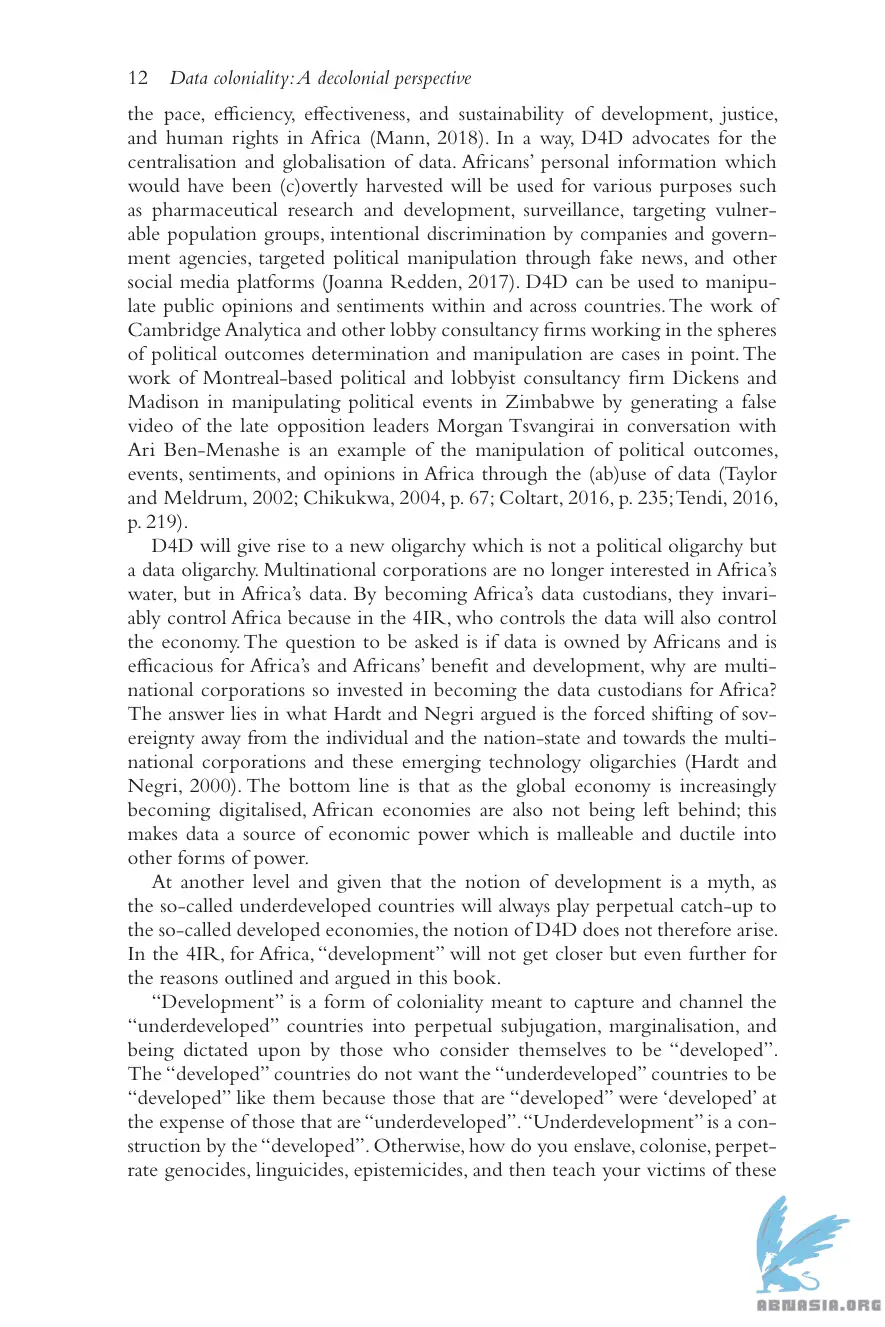 12 Data coloniality: A decolonial perspective
the pace, efficiency, effectiveness, and sustainability of development, justice,
and human rights in Africa (Mann, 2018). In a way, D4D advocates for the
centralisation and globalisation of data. Africans’ personal information which
would have been (c)overtly harvested will be used for various purposes such
as pharmaceutical research and development, surveillance, targeting vulner-
able population groups, intentional discrimination by companies and govern-
ment agencies, targeted political manipulation through fake news, and other
social media platforms (Joanna Redden, 2017). D4D can be used to manipu-
late public opinions and sentiments within and across countries. The work of
Cambridge Analytica and other lobby consultancy firms working in the spheres
of political outcomes determination and manipulation are cases in point. The
work of Montreal-based political and lobbyist consultancy firm Dickens and
Madison in manipulating political events in Zimbabwe by generating a false
video of the late opposition leaders Morgan Tsvangirai in conversation with
Ari Ben-Menashe is an example of the manipulation of political outcomes,
events, sentiments, and opinions in Africa through the (ab)use of data (Taylor
and Meldrum, 2002; Chikukwa, 2004, p. 67; Coltart, 2016, p. 235; Tendi, 2016,
p. 219).
D4D will give rise to a new oligarchy which is not a political oligarchy but
a data oligarchy. Multinational corporations are no longer interested in Africa’s
water, but in Africa’s data. By becoming Africa’s data custodians, they invari-
ably control Africa because in the 4IR, who controls the data will also control
the economy. The question to be asked is if data is owned by Africans and is
efficacious for Africa’s and Africans’ benefit and development, why are multi-
national corporations so invested in becoming the data custodians for Africa?
The answer lies in what Hardt and Negri argued is the forced shifting of sov-
ereignty away from the individual and the nation-state and towards the multi-
national corporations and these emerging technology oligarchies (Hardt and
Negri, 2000). The bottom line is that as the global economy is increasingly
becoming digitalised, African economies are also not being left behind; this
makes data a source of economic power which is malleable and ductile into
other forms of power.
At another level and given that the notion of development is a myth, as
the so-called underdeveloped countries will always play perpetual catch-up to
the so-called developed economies, the notion of D4D does not therefore arise.
In the 4IR, for Africa, “development” will not get closer but even further for
the reasons outlined and argued in this book.
“Development” is a form of coloniality meant to capture and channel the
“underdeveloped” countries into perpetual subjugation, marginalisation, and
being dictated upon by those who consider themselves to be “developed”.
The “developed” countries do not want the “underdeveloped” countries to be
“developed” like them because those that are “developed” were ‘developed’ at
the expense of those that are “underdeveloped”. “Underdevelopment” is a con-
struction by the “developed”. Otherwise, how do you enslave, colonise, perpet-
rate genocides, linguicides, epistemicides, and then teach your victims of these
ABNASIA.ORG